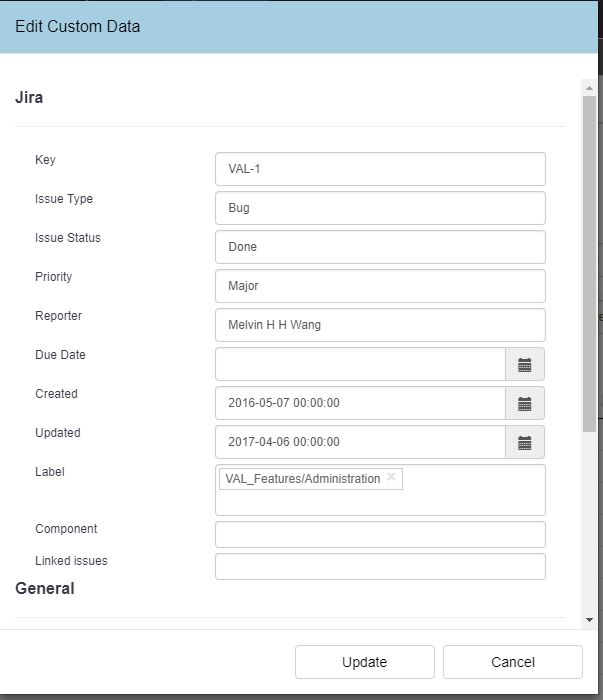 Edit Custom Data
Jira
Key
VAL-1
Issue Type
Bug
Issue Status
Done
Priority
Major
Reporter
Melvin H H Wang
Due Date
Created
2016-05-07 00:00:00
Updated
2017-04-06 00:00:00
Label
VAL_Features/Administration ×
Component
Linked issues
General
Update
Cancel